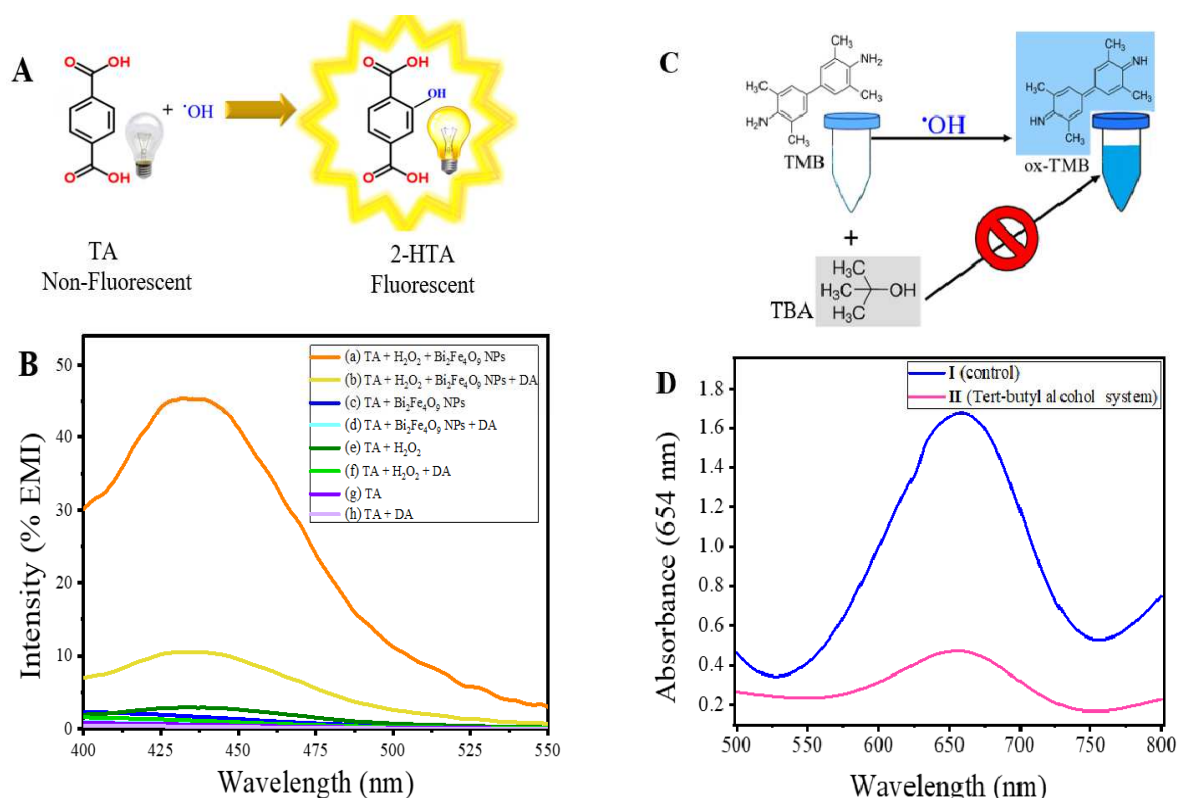 A
OH
O
+ ·OH
O
OH
TA
Non-Fluorescent
OH
O
OH
O
OH
2-HTA
Fluorescent
B
Intensity (% EMI)
50
40
30
20
10
0
(a) TA + H₂O₂ + Bi₂Fe₄O₉ NPs
(b) TA + H₂O₂ + Bi₂Fe₄O₉ NPs + DA
(c) TA + Bi₂Fe₄O₉ NPs
(d) TA + Bi₂Fe₄O₉ NPs + DA
(e) TA + H₂O₂
(f) TA + H₂O₂ + DA
(g) TA
(h) TA + DA
400 425 450 475 500 525 550
Wavelength (nm)
C
CH₃
NH₂
H₃C
CH₃
H₂N
CH₃
TMB
·OH
CH₃
NH
H₃C
CH₃
HN
CH₃
ox-TMB
+
H₃C
H₃C
OH
H₃C
TBA
D
Absorbance (654 nm)
1.8
1.6
1.4
1.2
1.0
0.8
0.6
0.4
0.2
I (control)
II (Tert-butyl alcohol system)
500 550 600 650 700 750 800
Wavelength (nm)